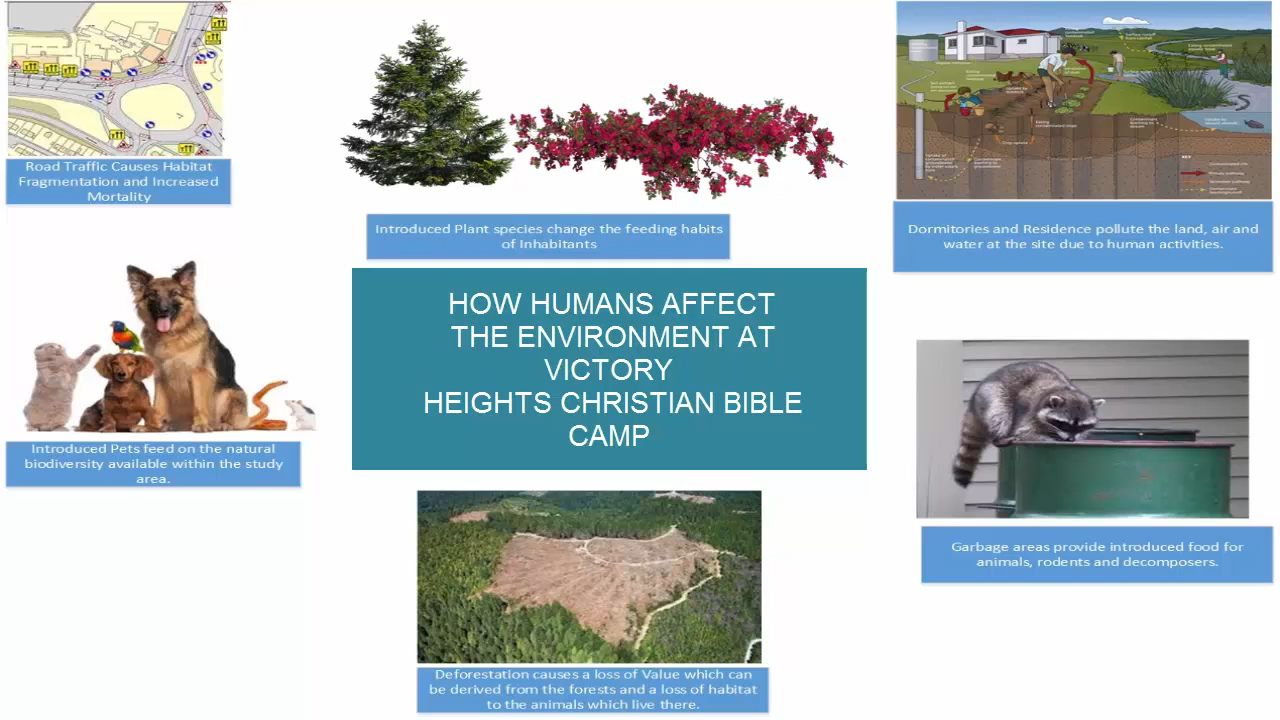 Road Traffic Causes Habitat
Fragmentation and Increased
Mortality
Introduced Plant species change the feeding habits
of Inhabitants
Dormitories and Residence pollute the land, air and
water at the site due to human activities.
HOW HUMANS AFFECT
THE ENVIRONMENT AT
VICTORY
HEIGHTS CHRISTIAN BIBLE
CAMP
Introduced Pets feed on the natural
biodiversity available within the study
area.
Garbage areas provide introduced food for
animals, rodents and decomposers.
Deforestation causes a loss of Value which can
be derived from the forests and a loss of habitat
to the animals which live there.